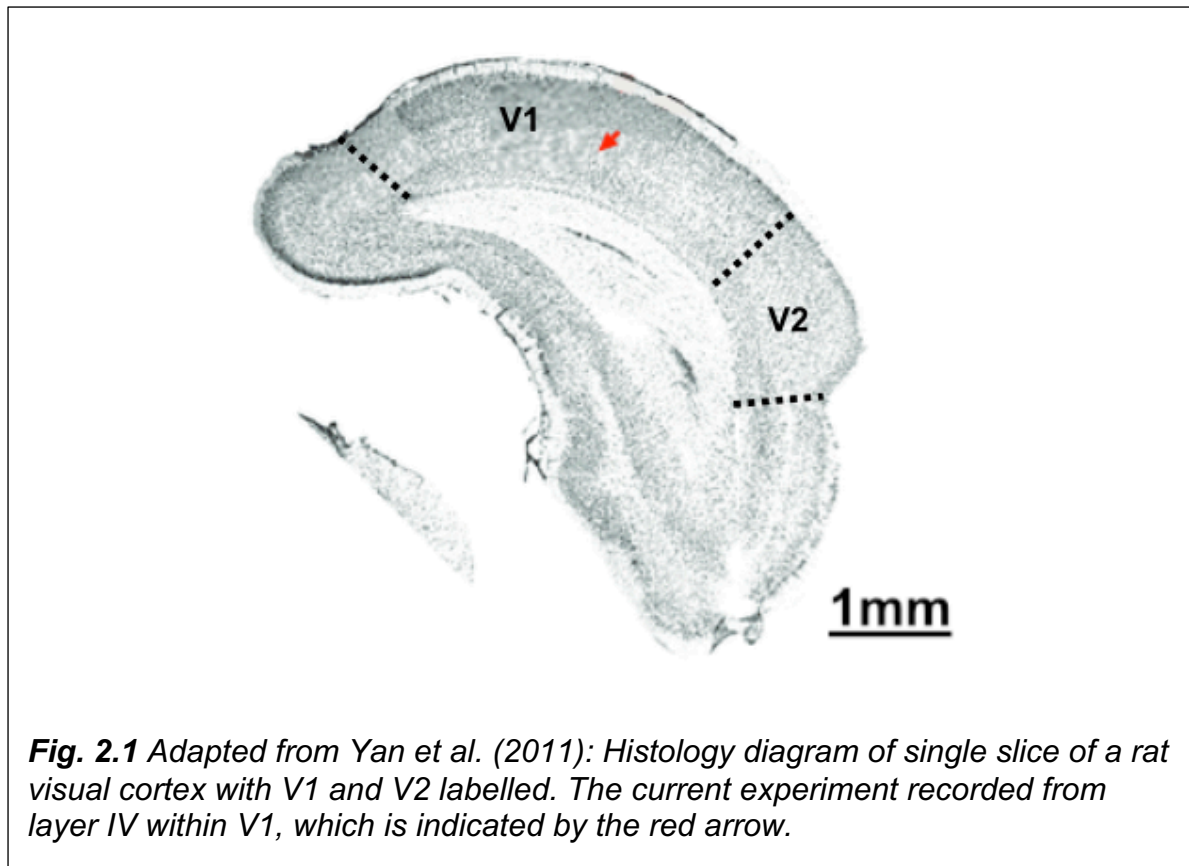 V1
V2
1mm
Fig. 2.1 Adapted from Yan et al. (2011): Histology diagram of single slice of a rat
visual cortex with V1 and V2 labelled. The current experiment recorded from
layer IV within V1, which is indicated by the red arrow.